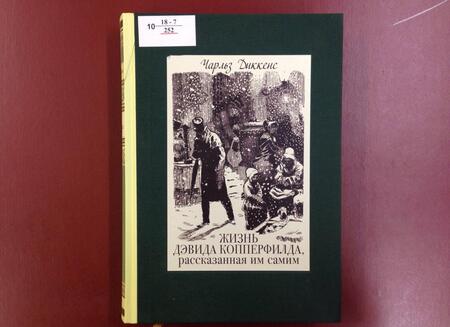 10 18 - 7
252
Чарльз Диккенс
ЖИЗНЬ
ДЭВИДА КОППЕРФИЛДА,
рассказанная им самим